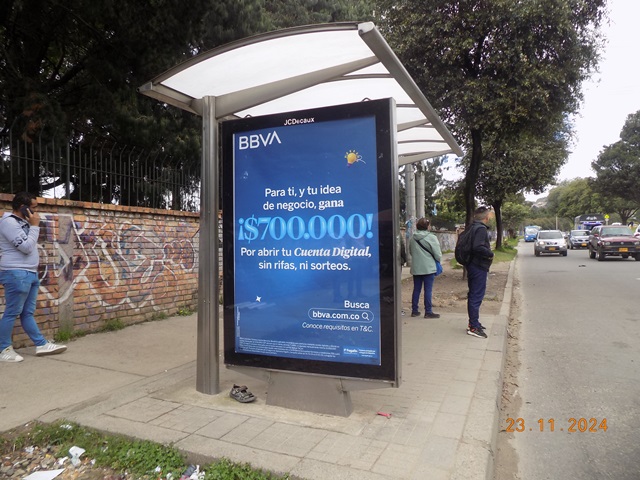 JCDecaux
BBVA
Para ti, y tu idea
de negocio, gana
¡$700.000!
Por abrir tu Cuenta Digital,
sin rifas, ni sorteos.
Busca
bbva.com.co
Conoce requisitos en T&C.
23.11.2024